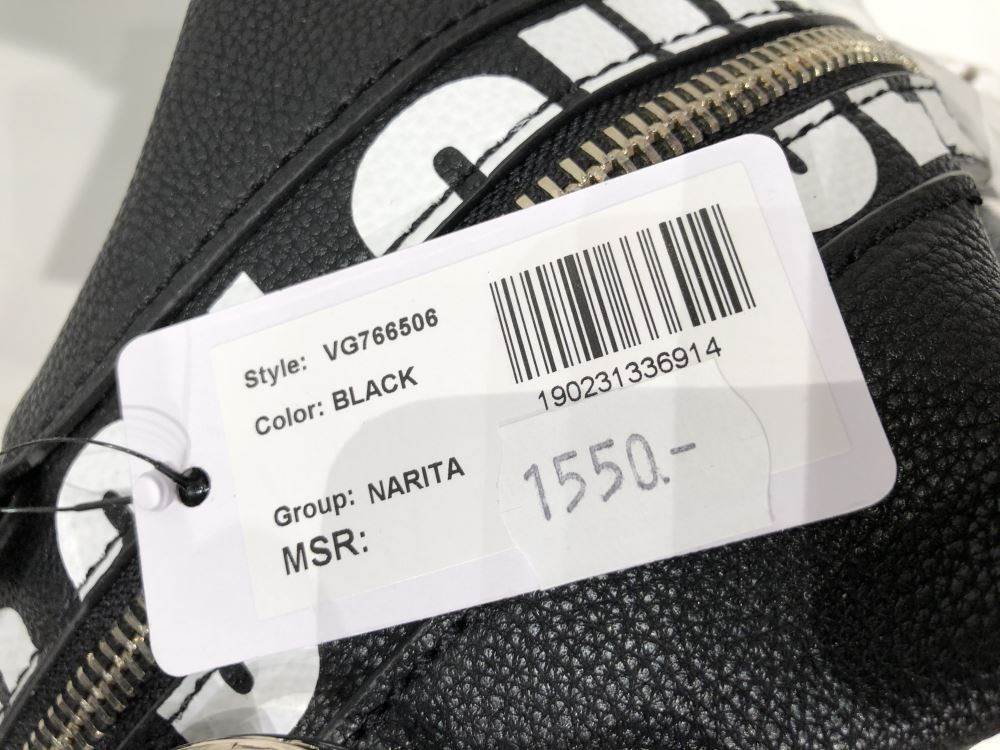 Style: VG766506
Color: BLACK
190231336914
1550.-
Group: NARITA
MSR: